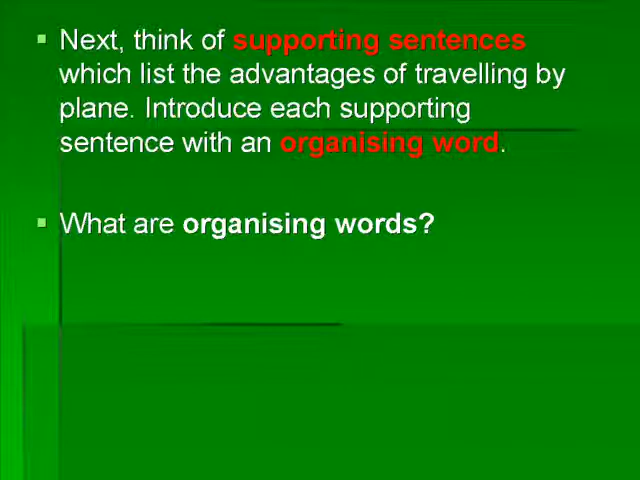 Next, think of supporting sentences
which list the advantages of travelling by
plane. Introduce each supporting
sentence with an organising word.
What are organising words?